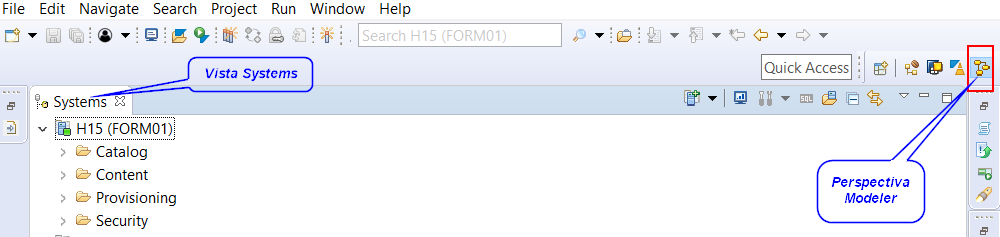 File Edit Navigate Search Project Run Window Help
Search H15 (FORM01)
Quick Access
Vista Systems
Systems
SQL
H15 (FORM01)
Catalog
Content
Provisioning
Security
Perspectiva
Modeler